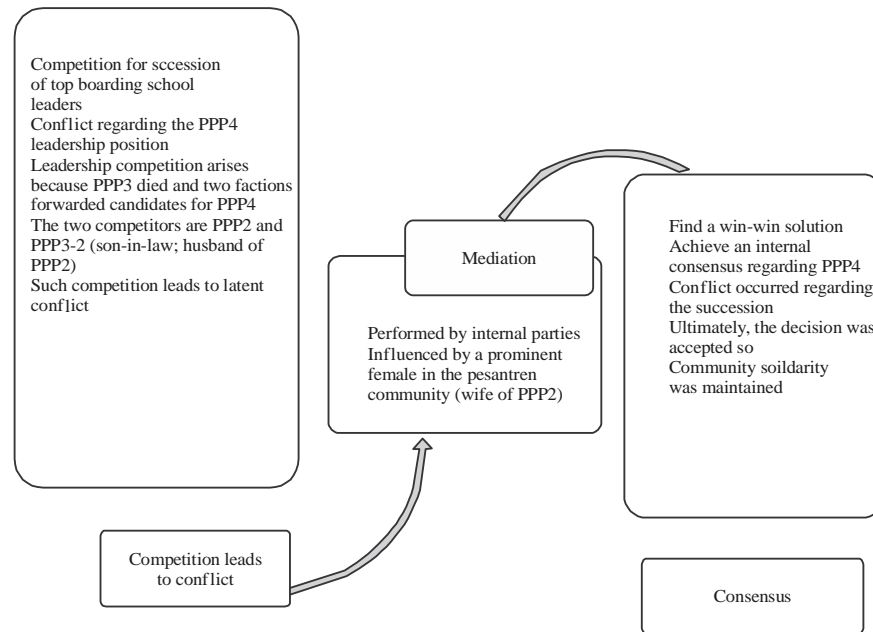 Competition for sccession
of top boarding school
leaders
Conflict regarding the PPP4
leadership position
Leadership competition arises
because PPP3 died and two factions
forwarded candidates for PPP4
The two competitors are PPP2 and
PPP3-2 (son-in-law; husband of
PPP2)
Such competition leads to latent
conflict
Competition leads
to conflict
Mediation
Performed by internal parties
Influenced by a prominent
female in the pesantren
community (wife of PPP2)
Find a win-win solution
Achieve an internal
consensus regarding PPP4
Conflict occurred regarding
the succession
Ultimately, the decision was
accepted so
Community soildarity
was maintained
Consensus